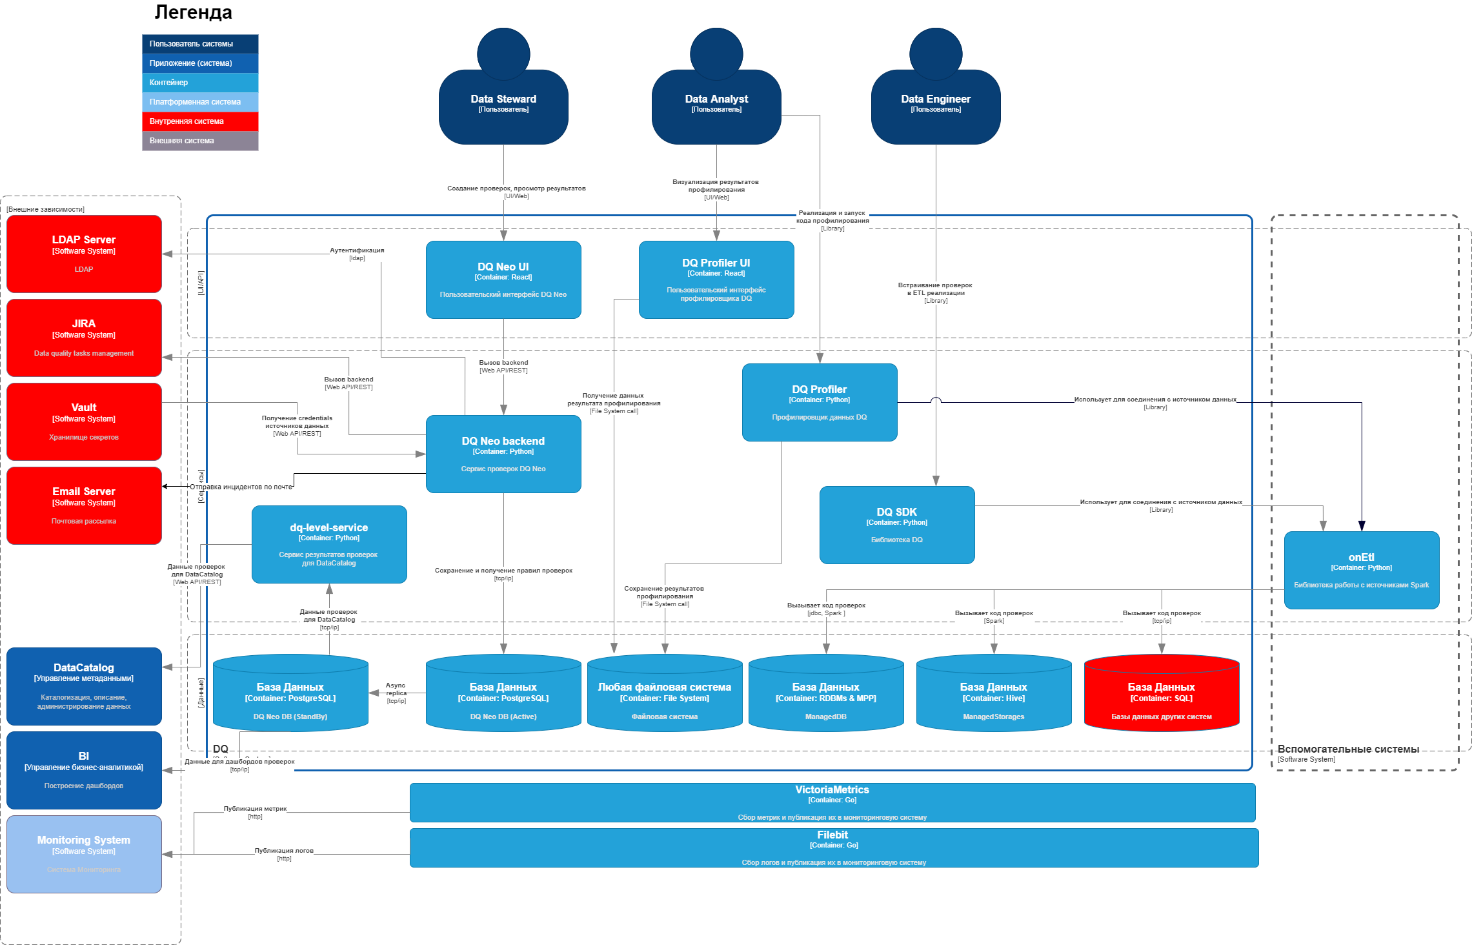 Легенда
Пользователь системы
Приложение (система)
Контейнер
Платформенная система
Внутренняя система
Внешняя система
Data Steward
[Пользователь]
Data Analyst
[Пользователь]
Data Engineer
[Пользователь]
Создание проверок, просмотр результатов
[UI/Web]
Визуализация результатов
профилирования
[UI/Web]
Реализация и запуск
кода профилирования
[Library]
Встраивание проверок
в ETL реализации
[Library]
[Внешние зависимости]
LDAP Server
[Software System]
LDAP
JIRA
[Software System]
Data quality tasks management
Vault
[Software System]
Хранилище секретов
Email Server
[Software System]
Почтовая рассылка
DataCatalog
[Управление метаданными]
Каталогизация, описание,
администрирование данных
BI
[Управление бизнес-аналитикой]
Построение дашбордов
Monitoring System
[Software System]
Система Мониторинга
[UI/API]
Аутентификация
[ldap]
DQ Neo UI
[Container: React]
Пользовательский интерфейс DQ Neo
DQ Profiler UI
[Container: React]
Пользовательский интерфейс
профилировщика DQ
Вызов backend
[Web API/REST]
Вызов backend
[Web API/REST]
Получение credentials
источников данных
[Web API/REST]
Получение данных
результата профилирования
[File System call]
DQ Profiler
[Container: Python]
Профилировщик данных DQ
Использует для соединения с источником данных
[Library]
DQ Neo backend
[Container: Python]
Сервис проверок DQ Neo
Отправка инцидентов по почте
DQ SDK
[Container: Python]
Библиотека DQ
Использует для соединения с источником данных
[Library]
dq-level-service
[Container: Python]
Сервис результатов проверок
для DataCatalog
onEtl
[Container: Python]
Библиотека работы с источниками Spark
Данные проверок
для DataCatalog
[Web API/REST]
Сохранение и получение правил проверок
[tcp/ip]
Сохранение результатов
профилирования
[File System call]
Данные проверок
для DataCatalog
[tcp/ip]
Вызывает код проверок
[jdbc, Spark ]
Вызывает код проверок
[Spark]
Вызывает код проверок
[tcp/ip]
[Данные]
База Данных
[Container: PostgreSQL]
DQ Neo DB (StandBy)
Async
replica
[tcp/ip]
База Данных
[Container: PostgreSQL]
DQ Neo DB (Active)
Любая файловая система
[Container: File System]
Файловая система
База Данных
[Container: RDBMs & MPP]
ManagedDB
База Данных
[Container: Hive]
ManagedStorages
База Данных
[Container: SQL]
Базы данных других систем
DQ
Данные для дашбордов проверок
[tcp/ip]
Вспомогательные системы
[Software System]
VictoriaMetrics
[Container: Go]
Сбор метрик и публикация их в мониторинговую систему
Публикация метрик
[http]
Filebit
[Container: Go]
Сбор логов и публикация их в мониторинговую систему
Публикация логов
[http]